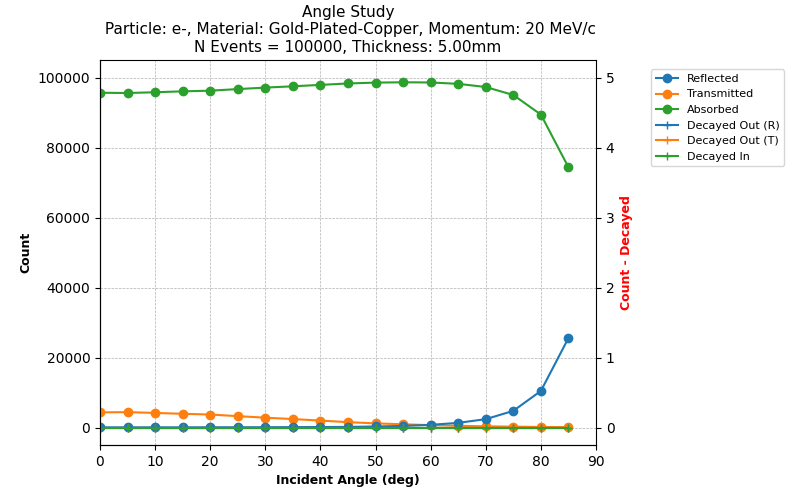 Angle Study
Particle: e-, Material: Gold-Plated-Copper, Momentum: 20 MeV/c
N Events = 100000, Thickness: 5.00mm
100000
80000
60000
40000
20000
0
Count
5
4
3
2
1
0
Count - Decayed
0 10 20 30 40 50 60 70 80 90
Incident Angle (deg)
Reflected
Transmitted
Absorbed
Decayed Out (R)
Decayed Out (T)
Decayed In